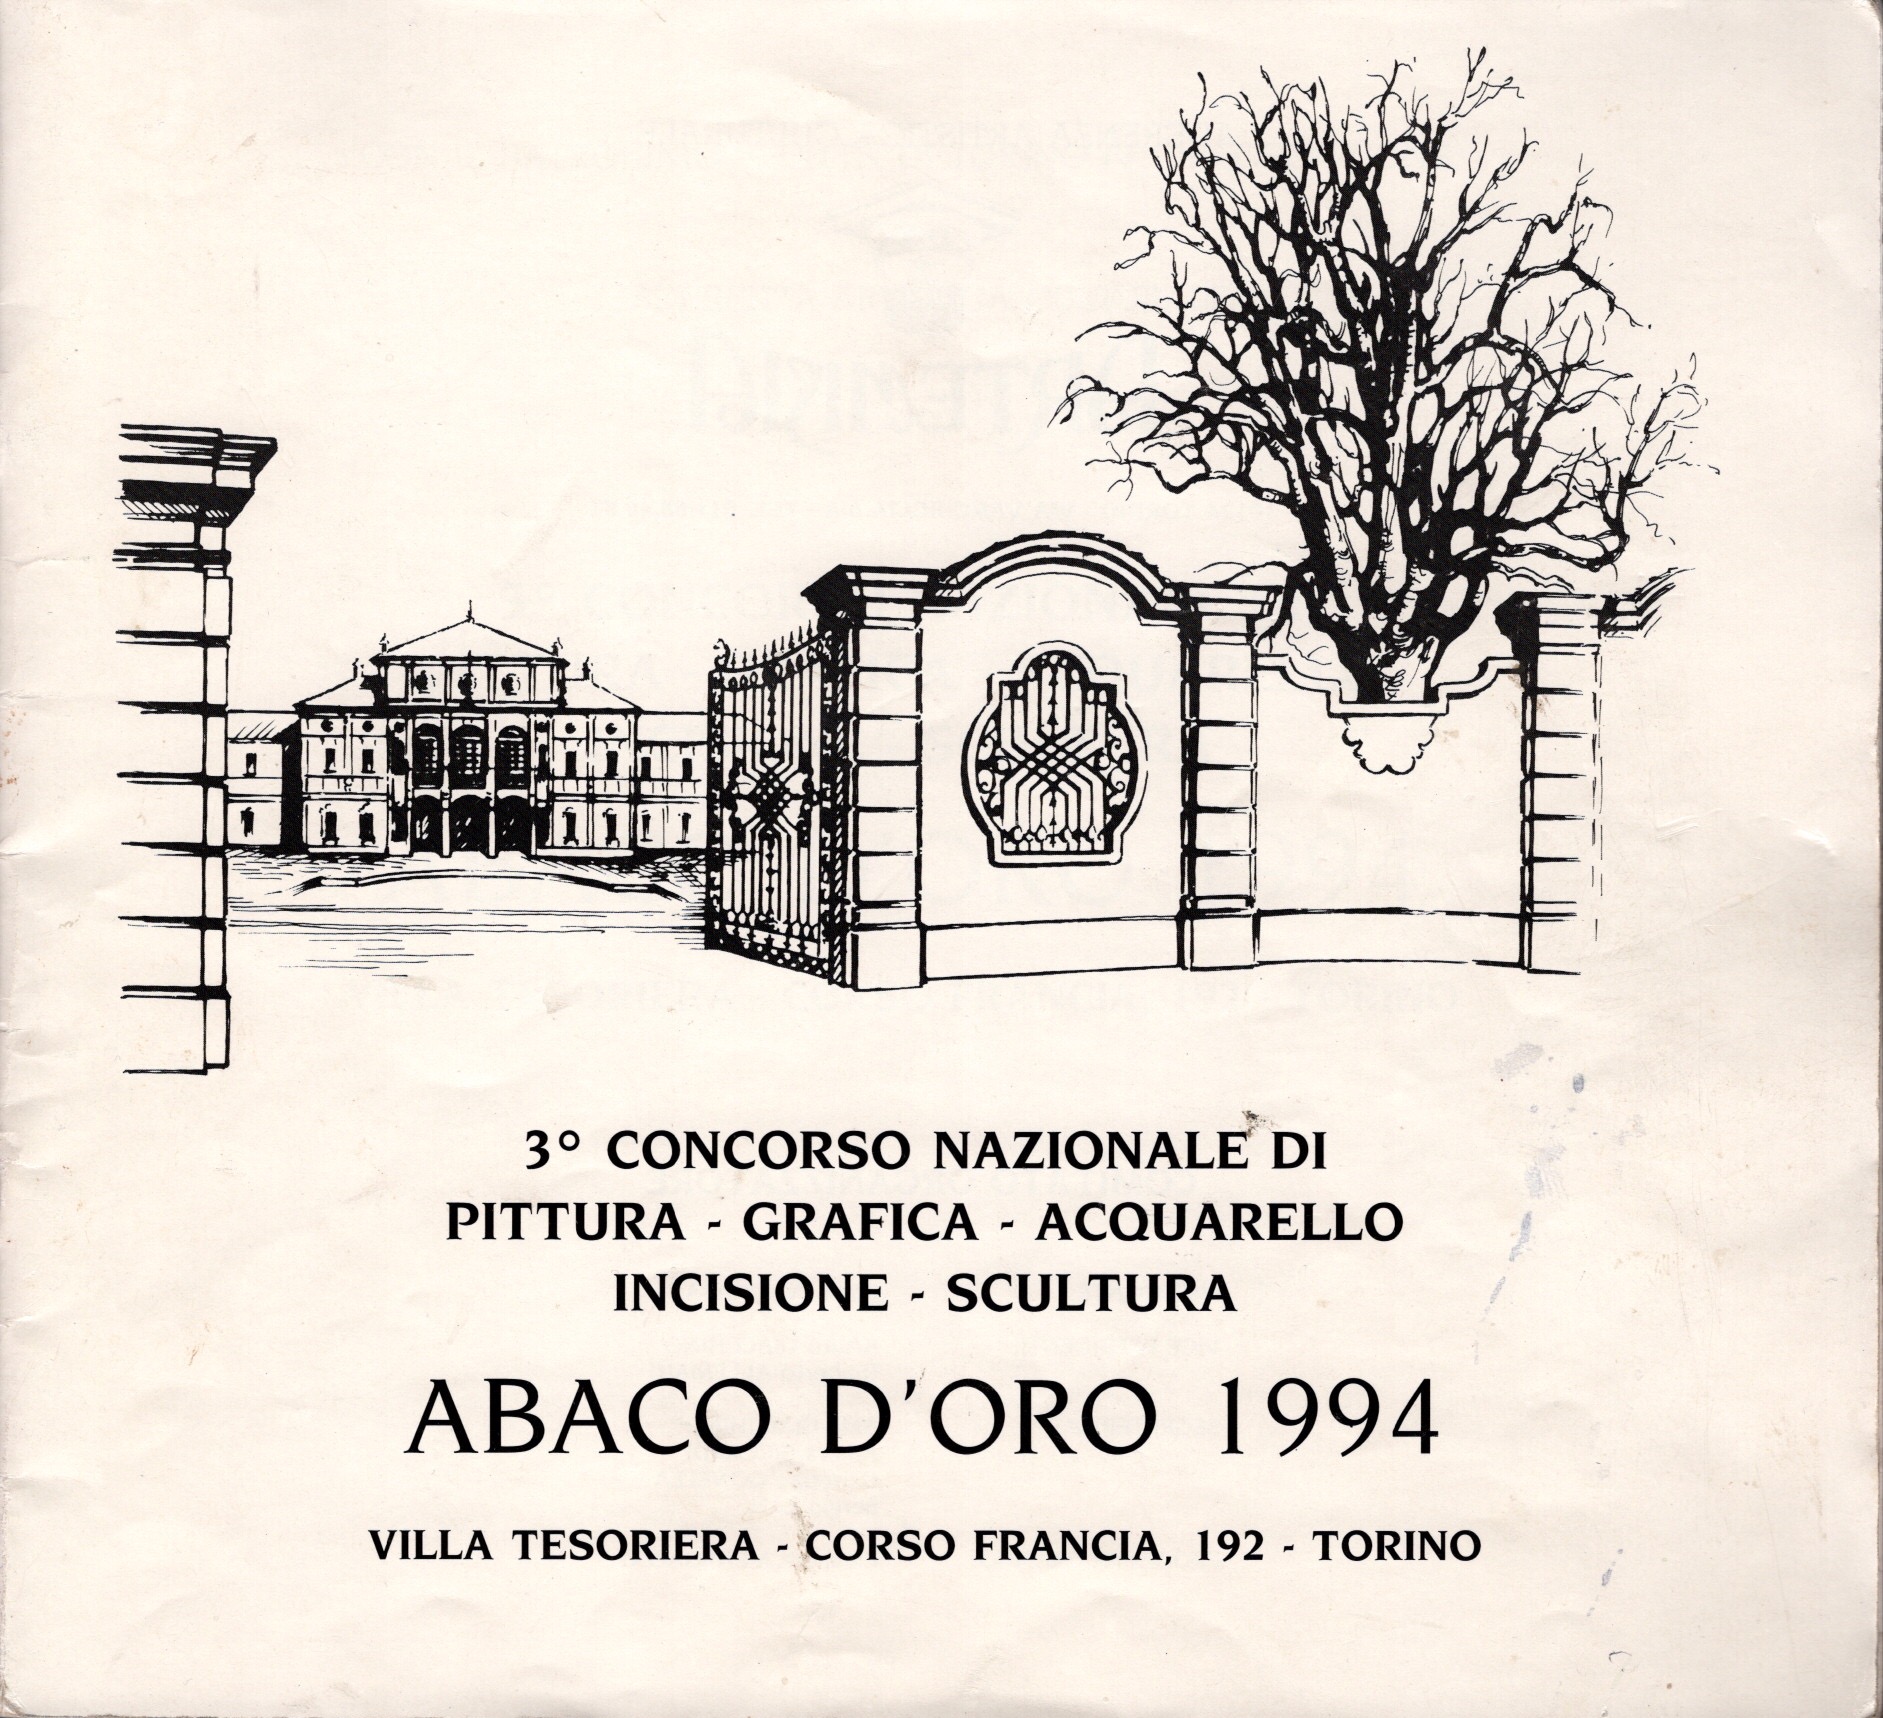 3° CONCORSO NAZIONALE DI
PITTURA - GRAFICA - ACQUARELLO
INCISIONE - SCULTURA
ABACO D'ORO 1994
VILLA TESORIERA - CORSO FRANCIA, 192 - TORINO